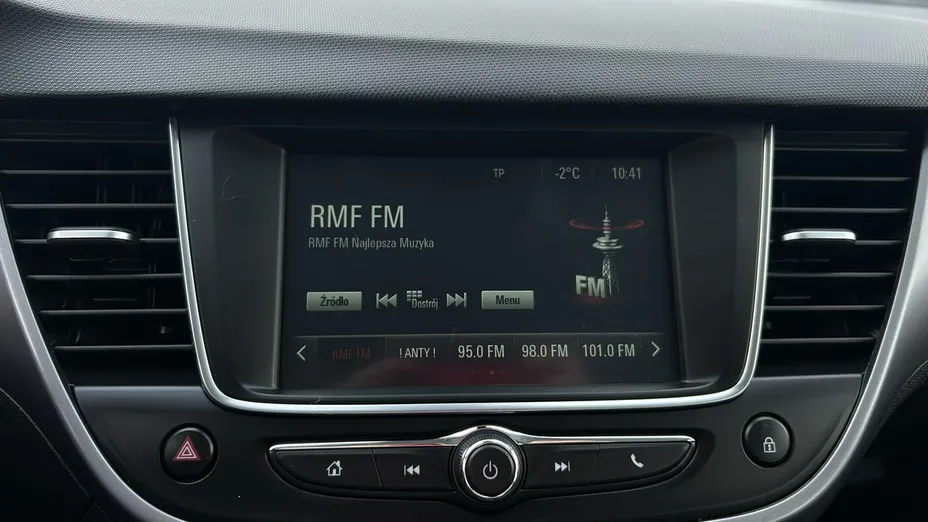 TP -2°C 10:41
RMF FM
RMF FM Najlepsza Muzyka
FM
Źródło Dostrój Menu
RMF FM ! ANTY ! 95.0 FM 98.0 FM 101.0 FM